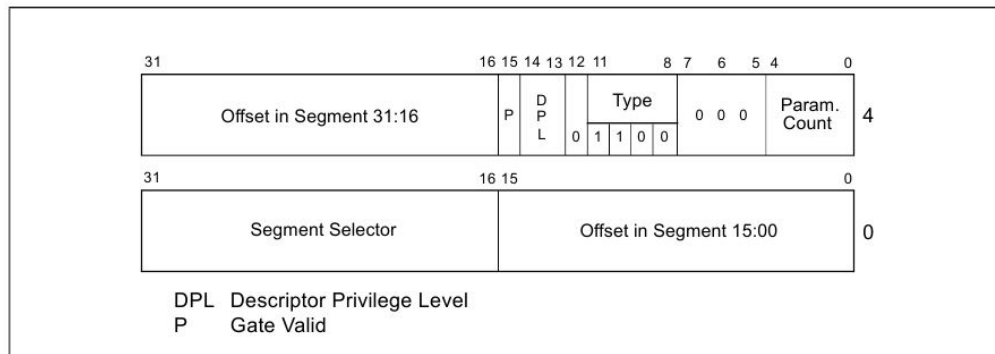 31 16 15 14 13 12 11 8 7 6 5 4 0
Offset in Segment 31:16 P D P L 0 Type 1 1 0 0 0 0 0 Param. Count 4
31 16 15 0
Segment Selector Offset in Segment 15:00 0
DPL Descriptor Privilege Level
P Gate Valid